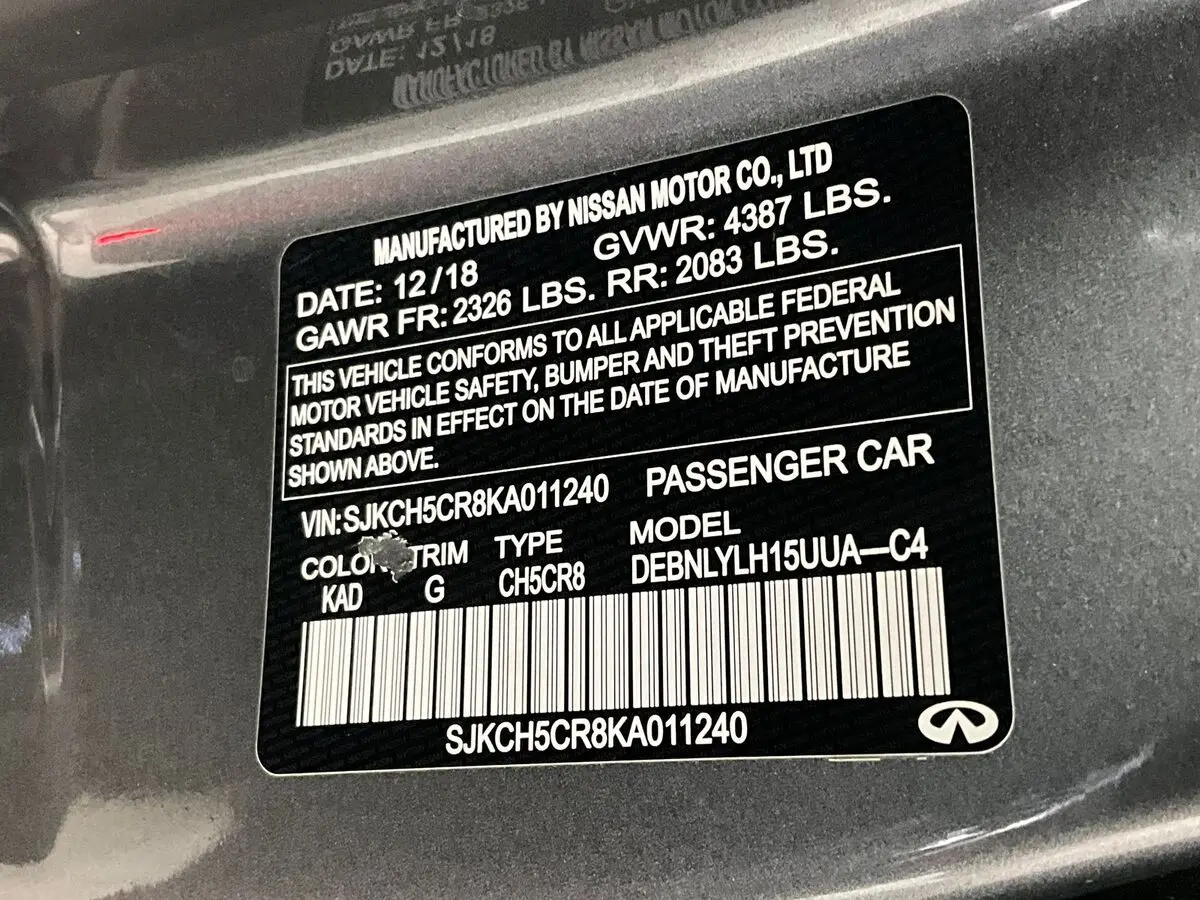 MANUFACTURED BY NISSAN MOTOR CO., LTD
DATE: 12/18 GVWR: 4387 LBS.
GAWR FR: 2326 LBS. RR: 2083 LBS.
THIS VEHICLE CONFORMS TO ALL APPLICABLE FEDERAL
MOTOR VEHICLE SAFETY, BUMPER AND THEFT PREVENTION
STANDARDS IN EFFECT ON THE DATE OF MANUFACTURE
SHOWN ABOVE.
VIN: SJKCH5CR8KA011240 PASSENGER CAR
COLOR TRIM TYPE MODEL
KAD G CH5CR8 DEBNLYLH15UUA—C4
SJKCH5CR8KA011240